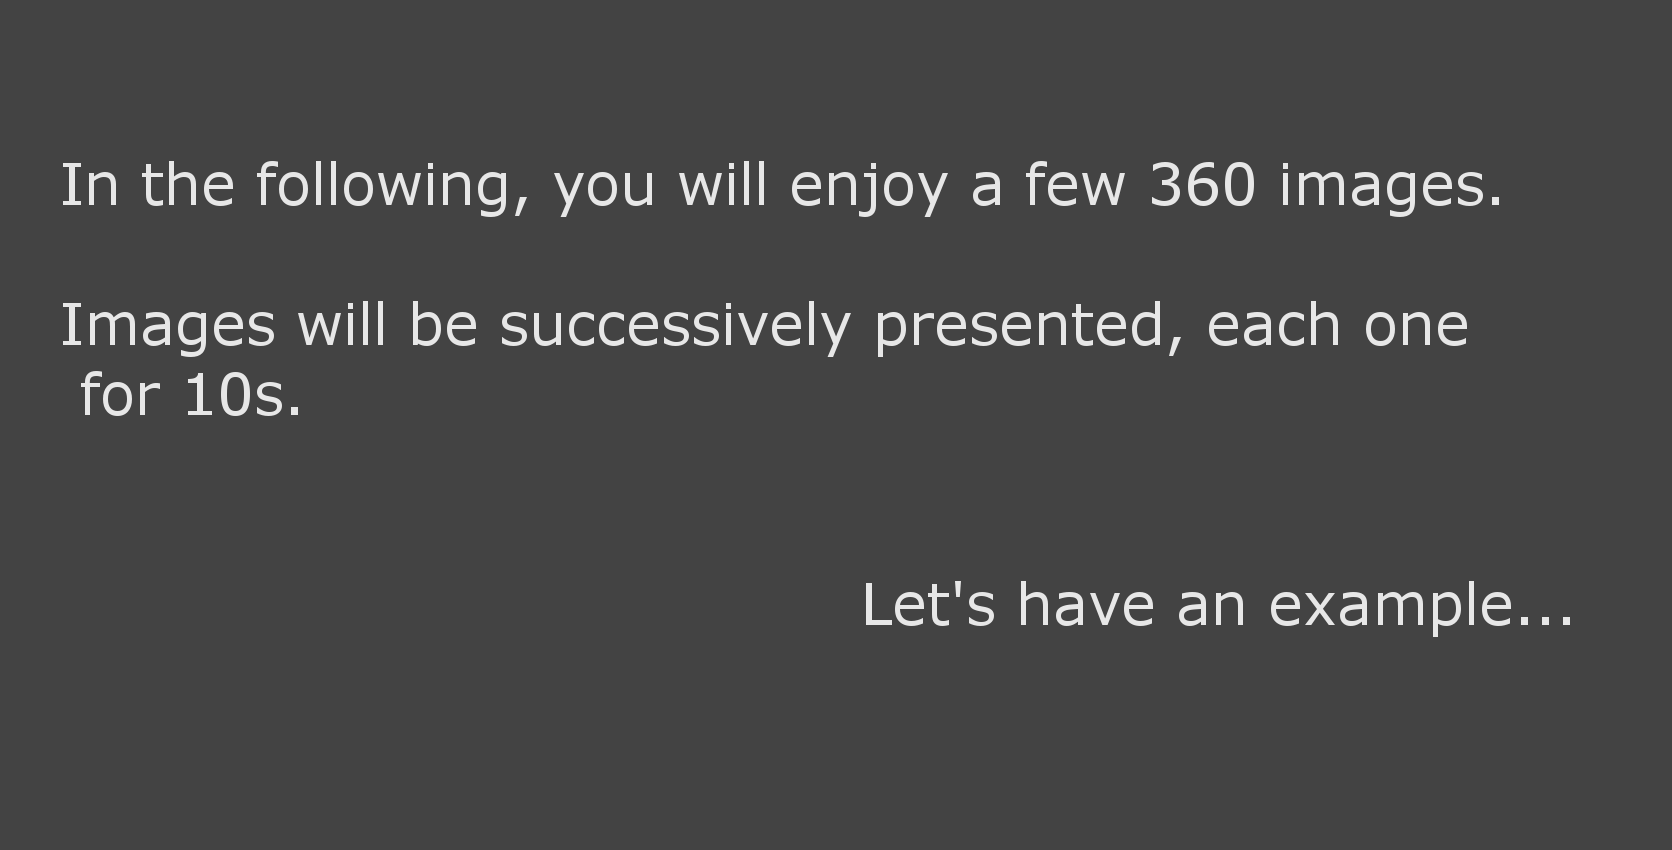 In the following, you will enjoy a few 360 images.
Images will be successively presented, each one
for 10s.
Let's have an example...